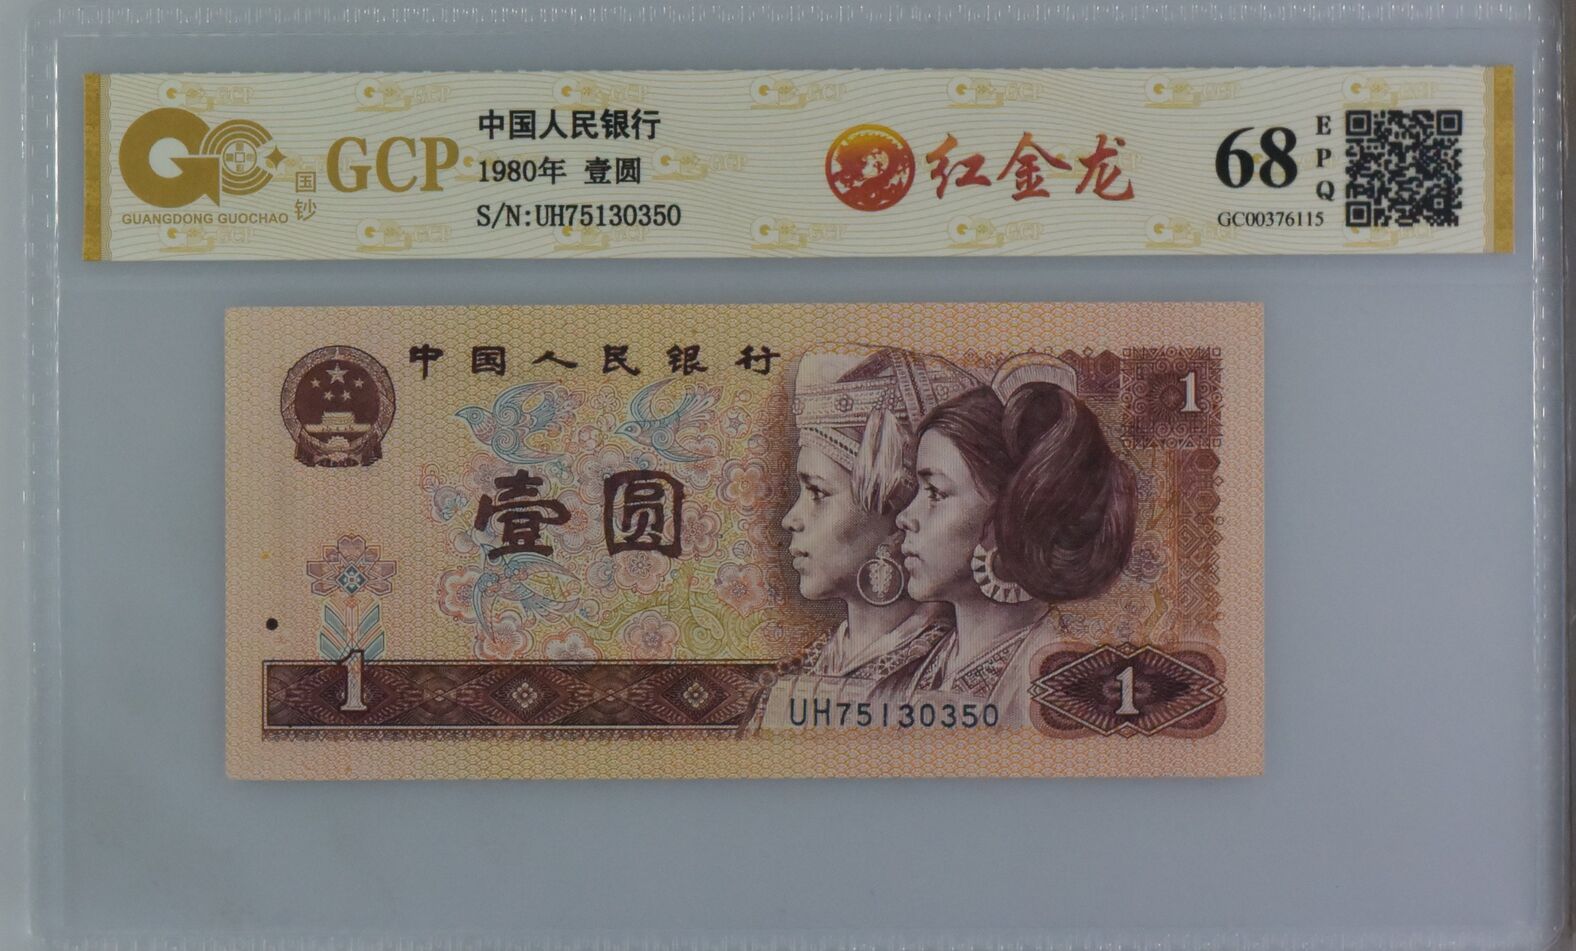 GCP
国钞
GUANGDONG GUOCHAO
中国人民银行
1980年 壹圆
S/N:UH75130350
红金龙
68
EPQ
GC00376115
中国人民银行
1
壹圆
1
UH75130350
1